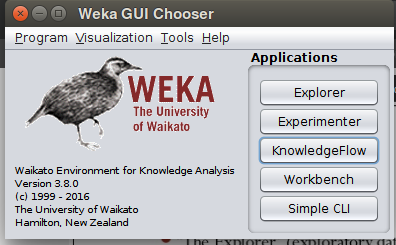 Weka GUI Chooser
Program Visualization Tools Help
WEKA
The University
of Waikato
Waikato Environment for Knowledge Analysis
Version 3.8.0
(c) 1999 - 2016
The University of Waikato
Hamilton, New Zealand
Applications
Explorer
Experimenter
KnowledgeFlow
Workbench
Simple CLI
The Explorer (exploratory dat